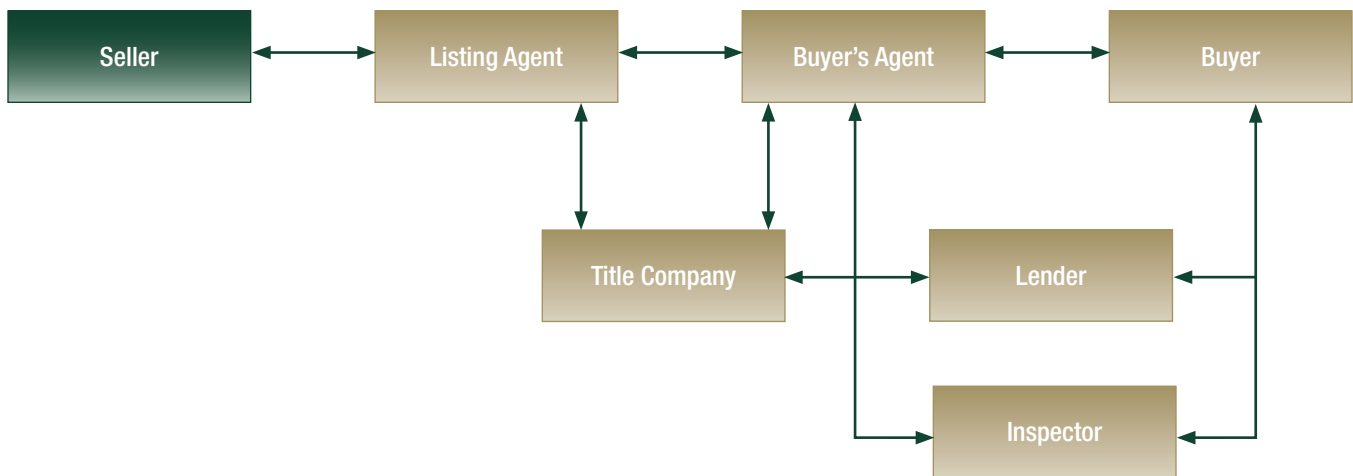 Seller
Listing Agent
Buyer’s Agent
Buyer
Title Company
Lender
Inspector